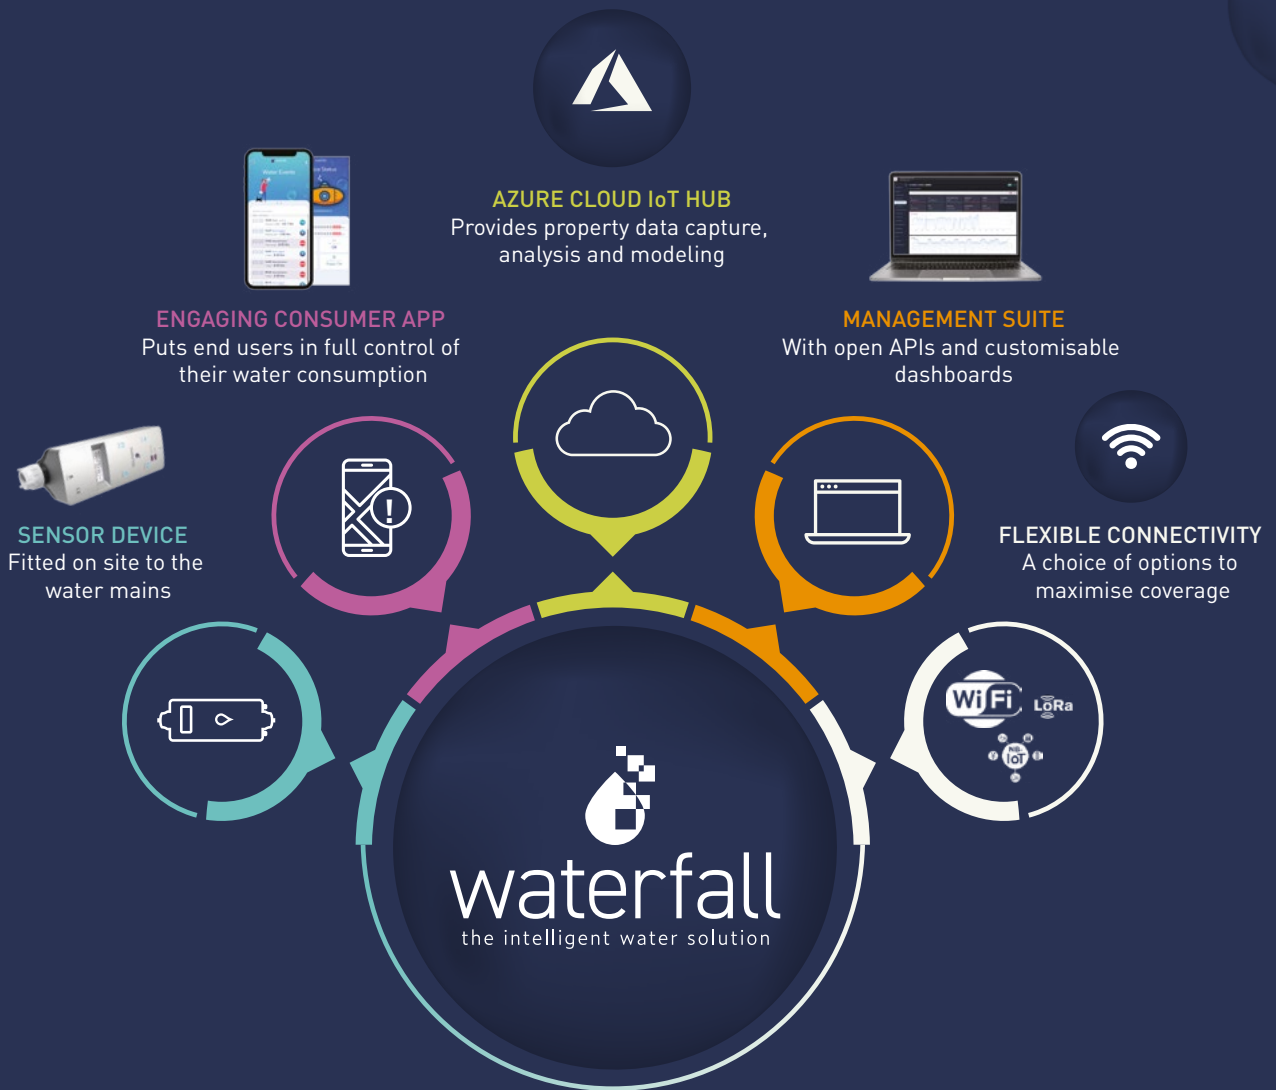 AZURE CLOUD IoT HUB
Provides property data capture,
analysis and modeling
Water Events
ENGAGING CONSUMER APP
Puts end users in full control of
their water consumption
MANAGEMENT SUITE
With open APIs and customisable
dashboards
SENSOR DEVICE
Fitted on site to the
water mains
FLEXIBLE CONNECTIVITY
A choice of options to
maximise coverage
!
WiFi
LoRa
NB-
IoT
waterfall
the intelligent water solution